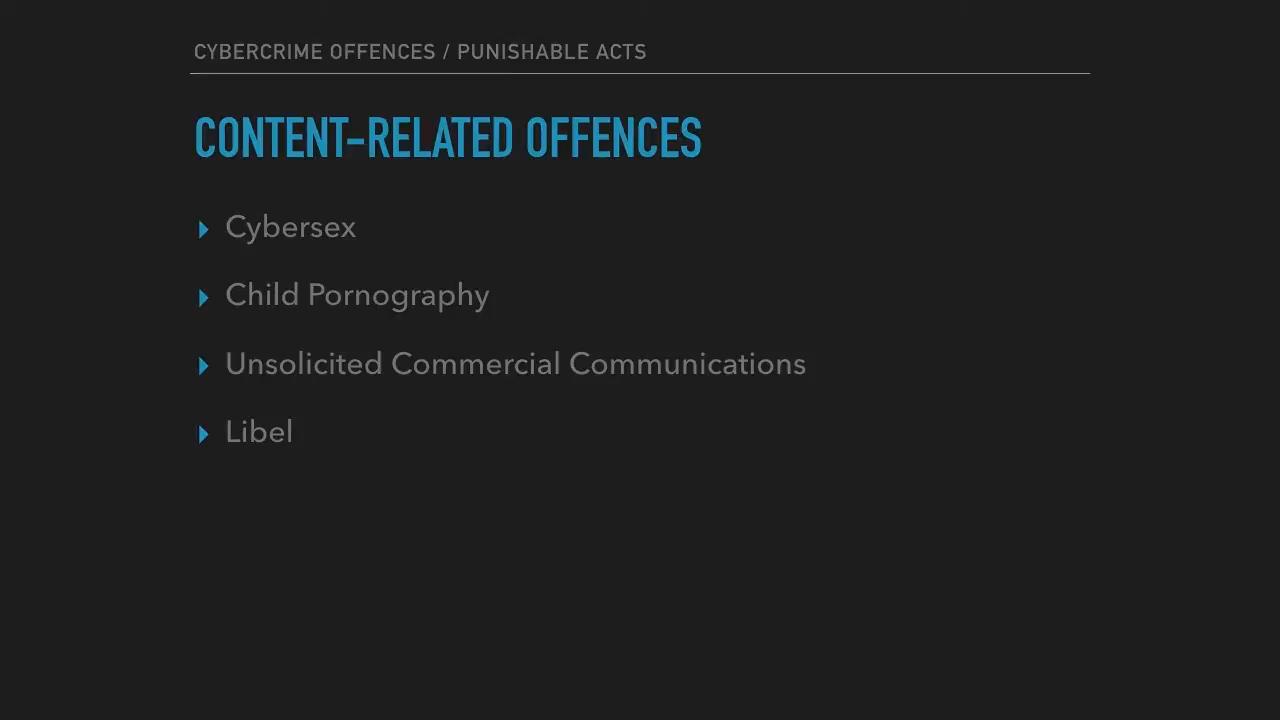 CYBERCRIME OFFENCES / PUNISHABLE ACTS
CONTENT-RELATED OFFENCES
Cybersex
Child Pornography
Unsolicited Commercial Communications
Libel